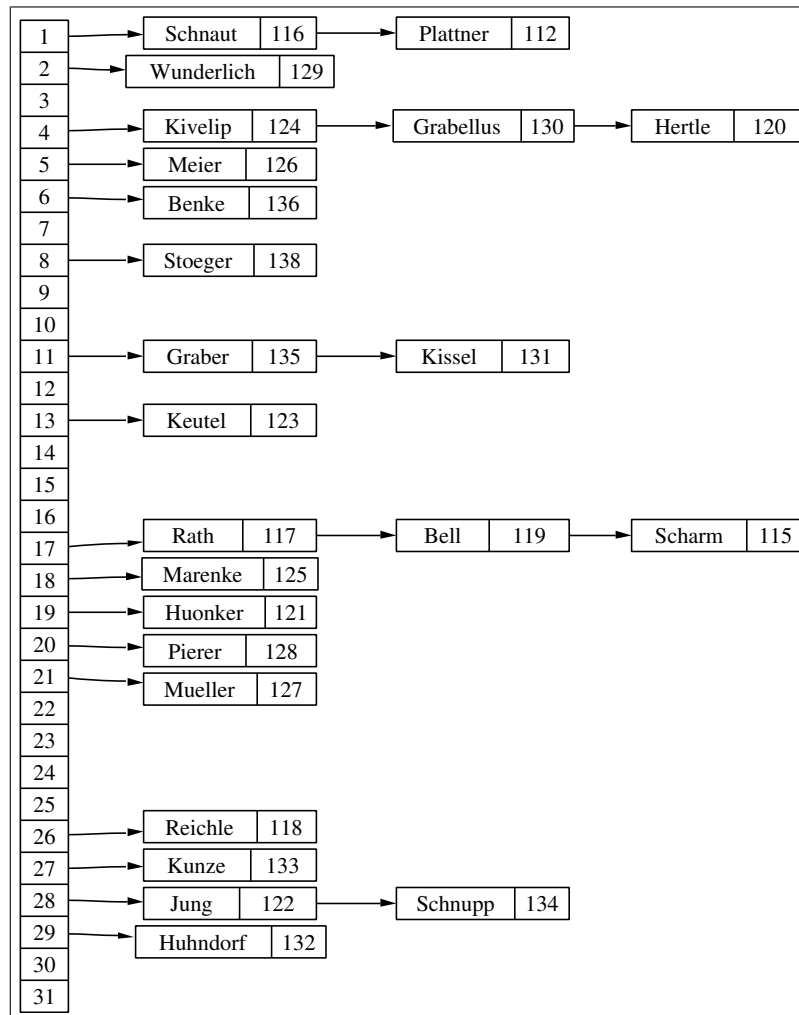 1 Schnaut 116 Plattner 112
2 Wunderlich 129
3
4 Kivelip 124 Grabellus 130 Hertle 120
5 Meier 126
6 Benke 136
7
8 Stoeger 138
9
10
11 Graber 135 Kissel 131
12
13 Keutel 123
14
15
16
17 Rath 117 Bell 119 Scharm 115
18 Marenke 125
19 Huonker 121
20 Pierer 128
21 Mueller 127
22
23
24
25
26 Reichle 118
27 Kunze 133
28 Jung 122 Schnupp 134
29 Huhndorf 132
30
31